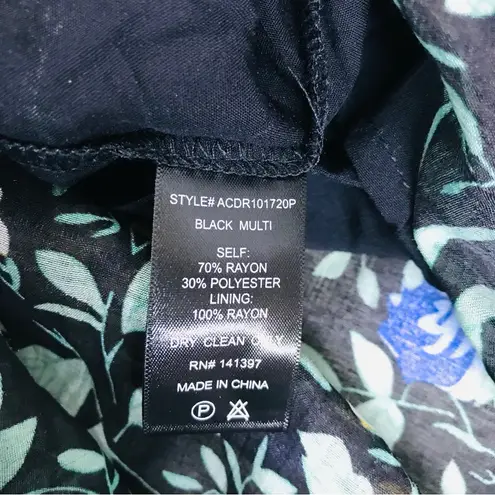 STYLE# ACDR101720P
BLACK MULTI
SELF:
70% RAYON
30% POLYESTER
LINING:
100% RAYON
DRY CLEAN ONLY
RN# 141397
MADE IN CHINA
P